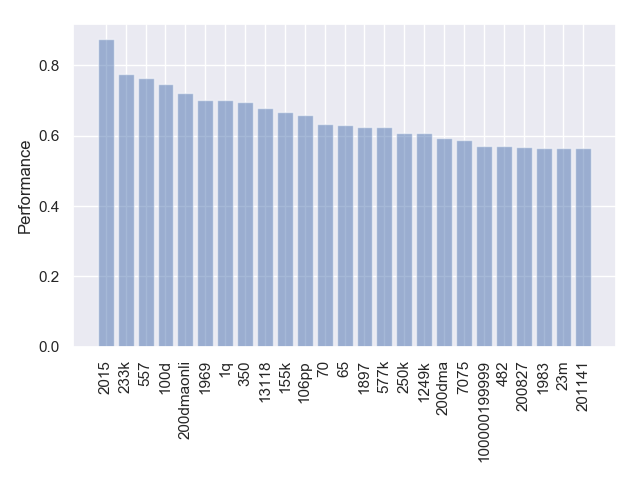 Performance
0.8
0.6
0.4
0.2
0.0
2015
233k
557
100d
200dmaonli
1969
1q
350
13118
155k
106pp
70
65
1897
577k
250k
1249k
200dma
7075
100000199999
482
200827
1983
23m
201141